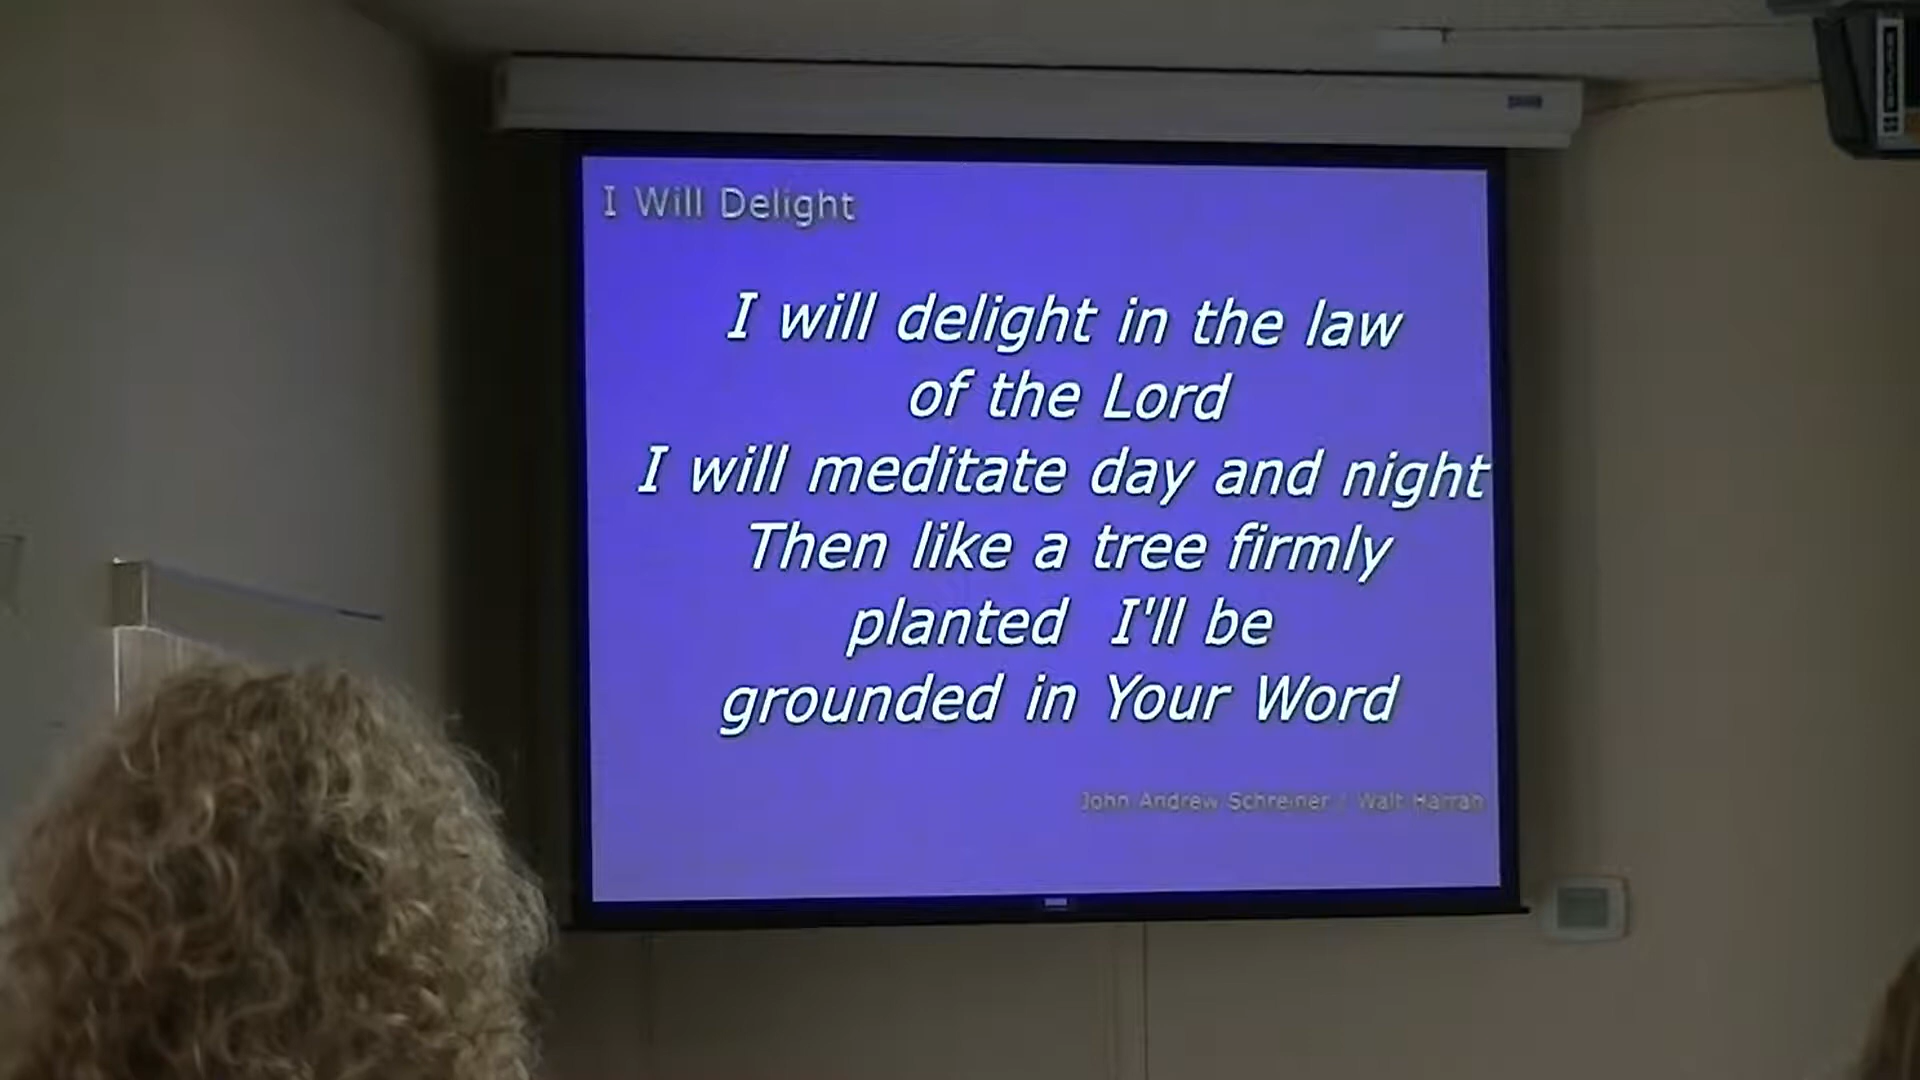 I Will Delight
I will delight in the law
of the Lord
I will meditate day and night
Then like a tree firmly
planted I'll be
grounded in Your Word
John Andrew Schreiner / Walt Harrah